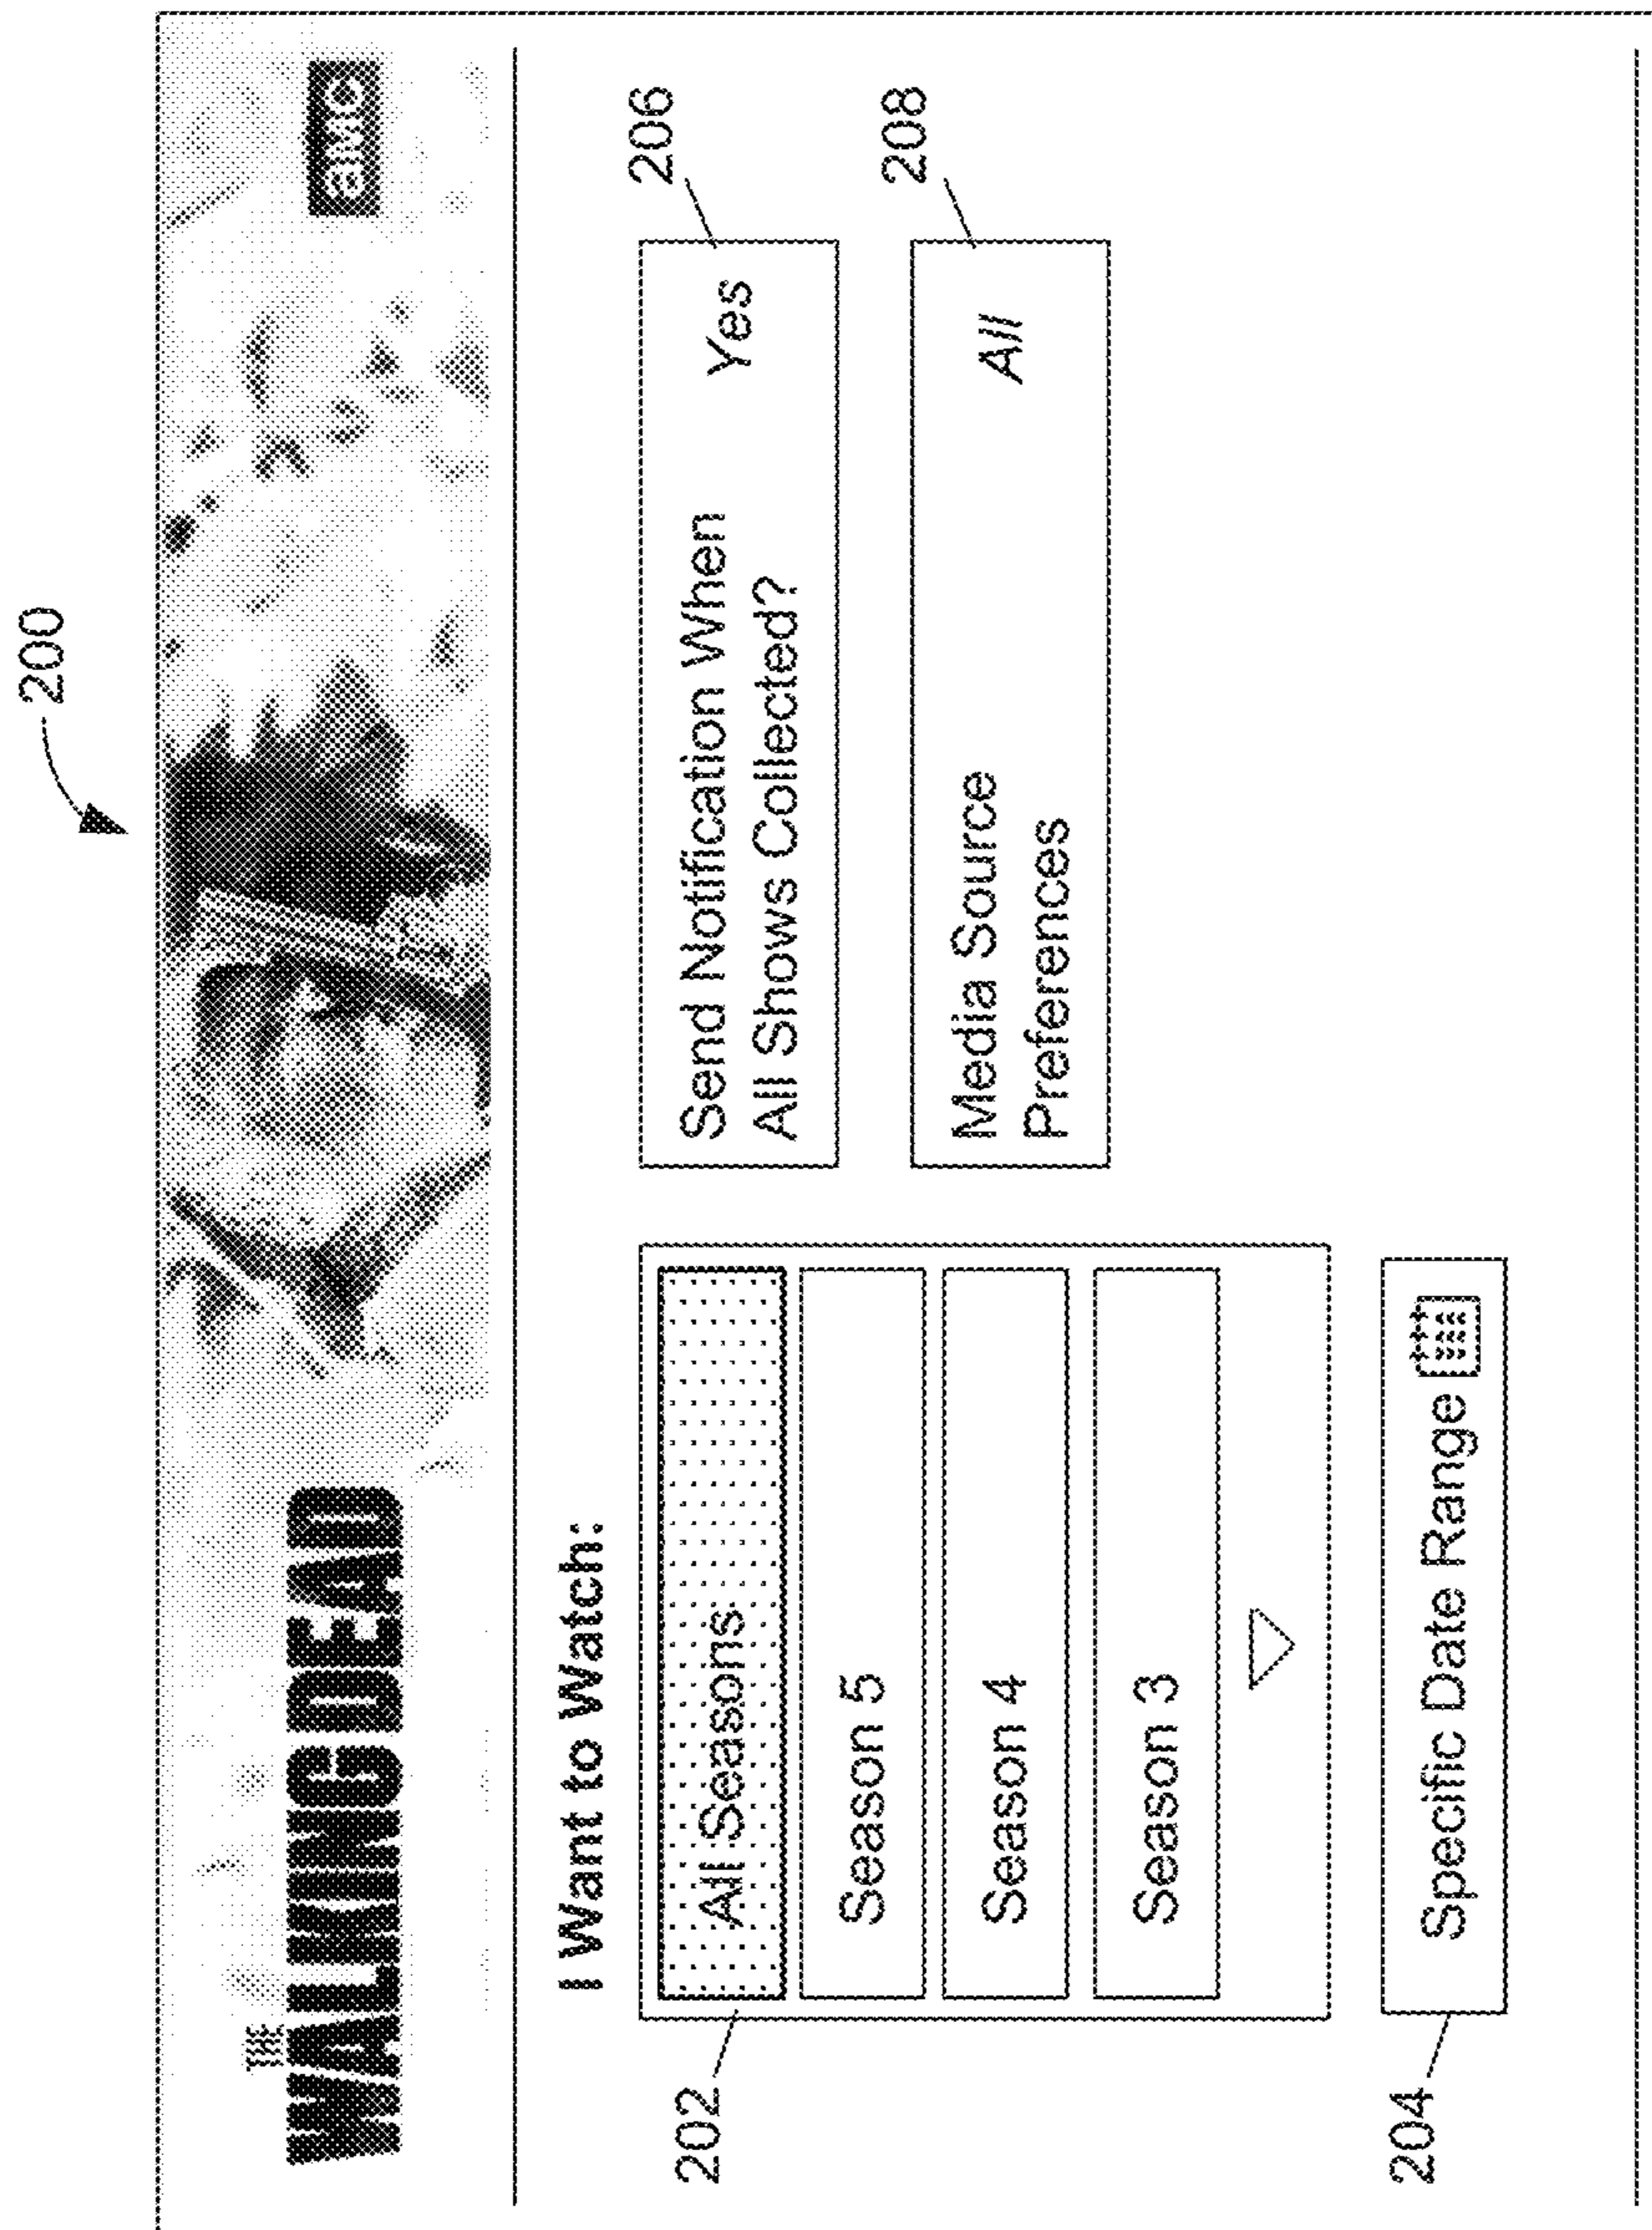 200
THE
WALKING DEAD
aMC
I Want to Watch:
202
All Seasons
Season 5
Season 4
Season 3
204
Specific Date Range
206
Send Notification When
All Shows Collected?
Yes
208
Media Source
Preferences
All